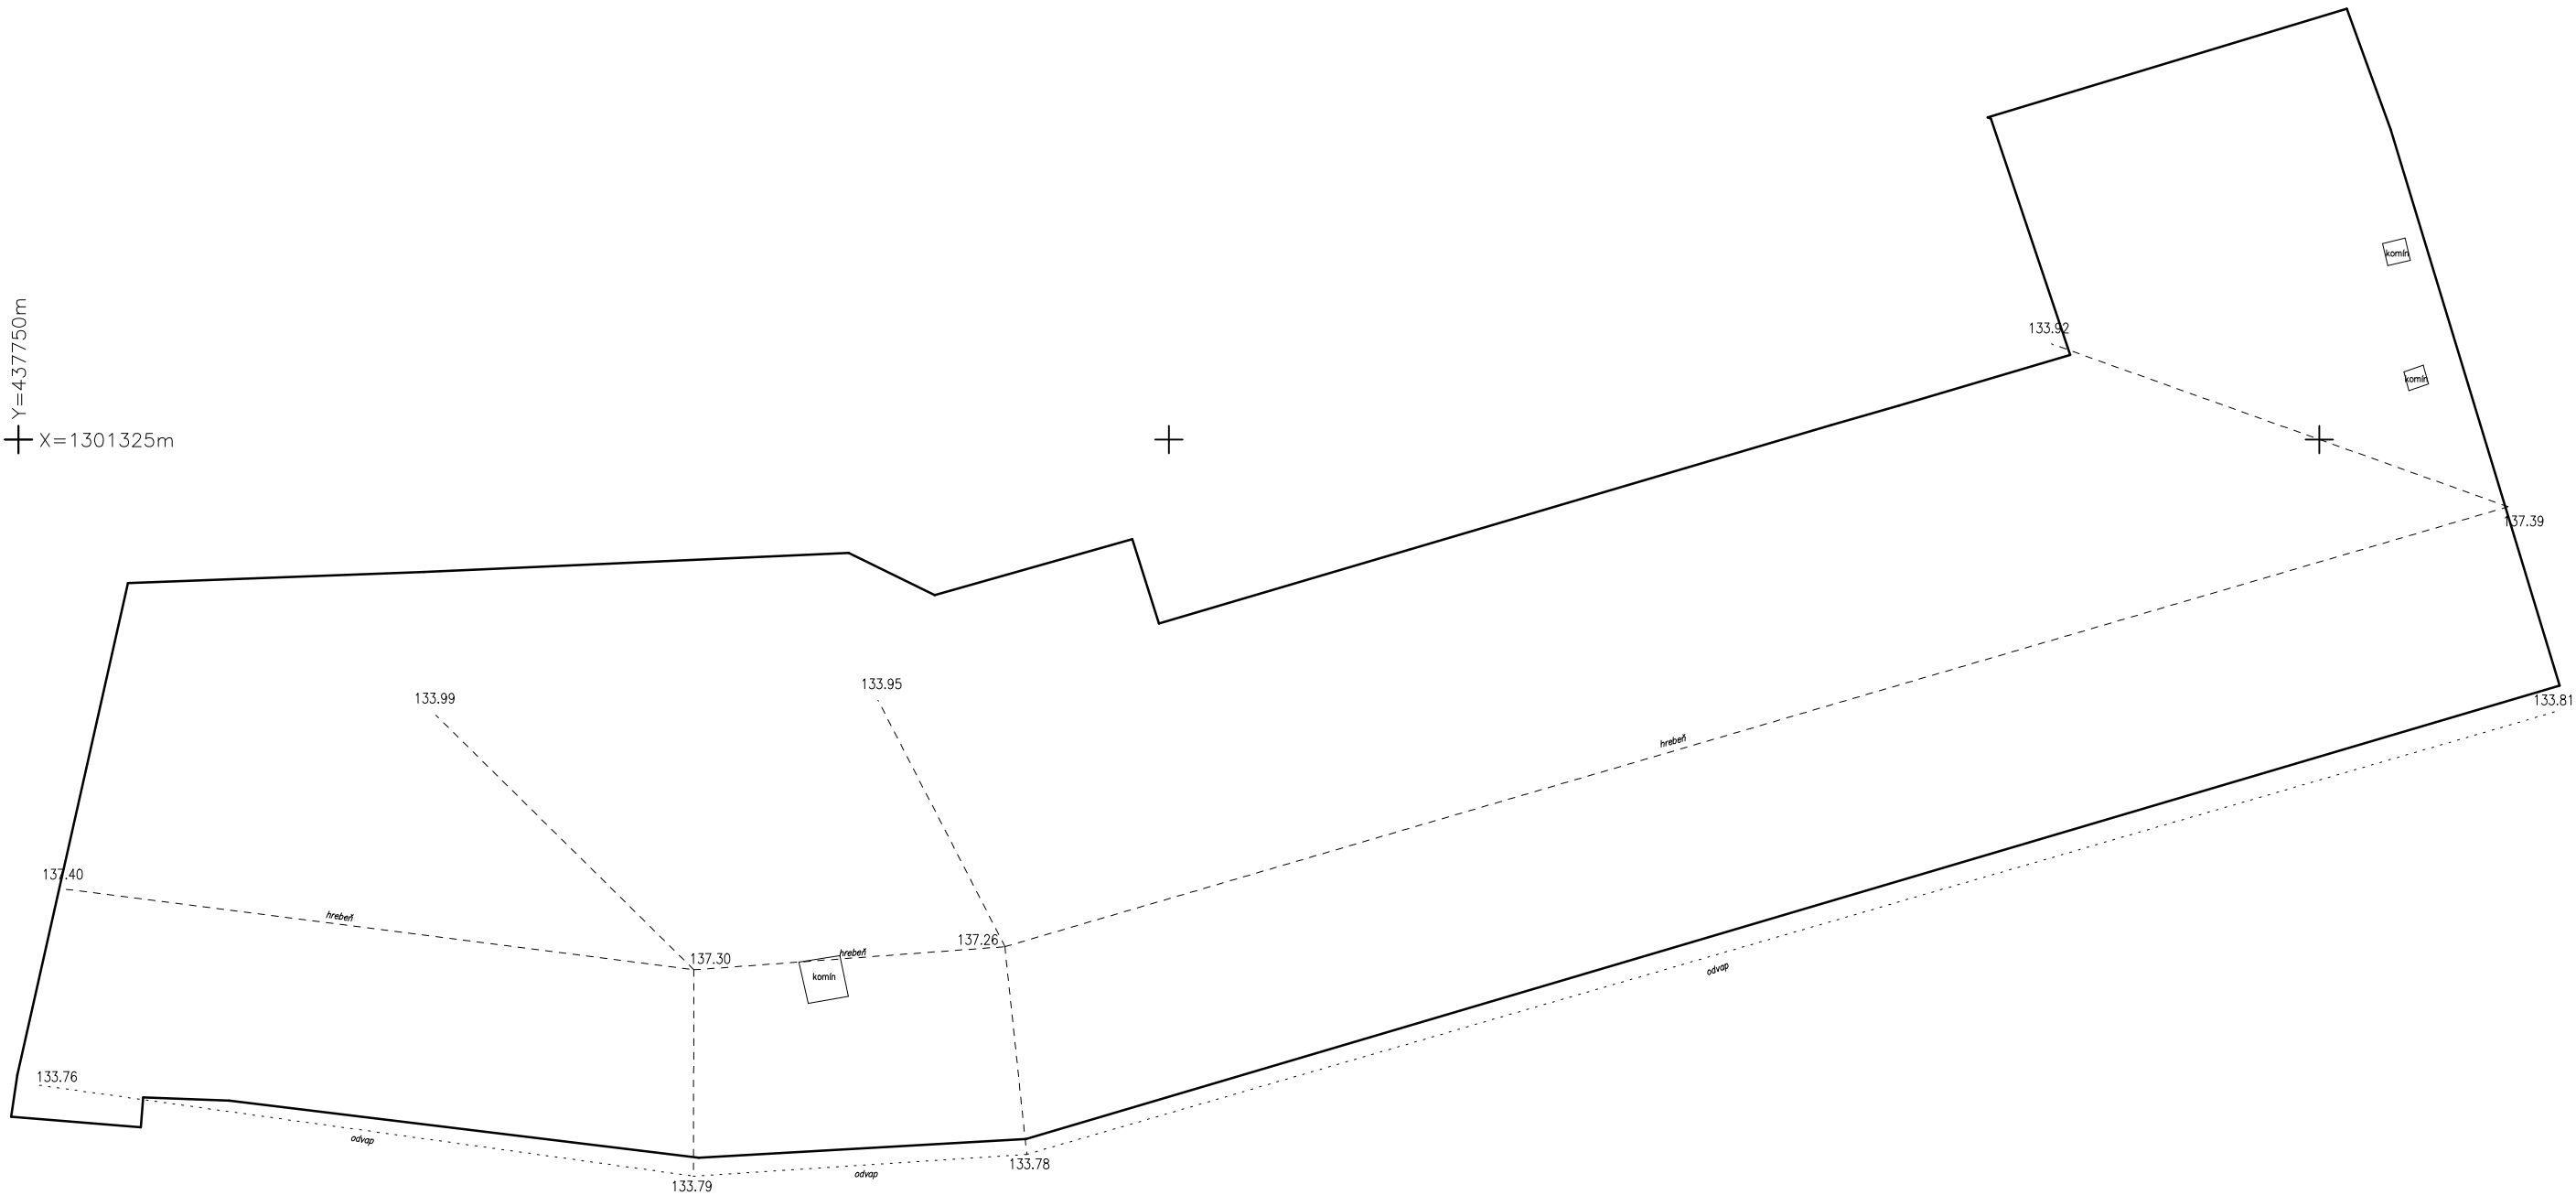 komín
Y=437750m
133.92
komín
X=1301325m
137.39
133.99
133.95
133.81
hrebeň
137.40
hrebeň
137.26
hrebeň
137.30
komín
odvap
133.76
odvap
133.78
odvap
133.79